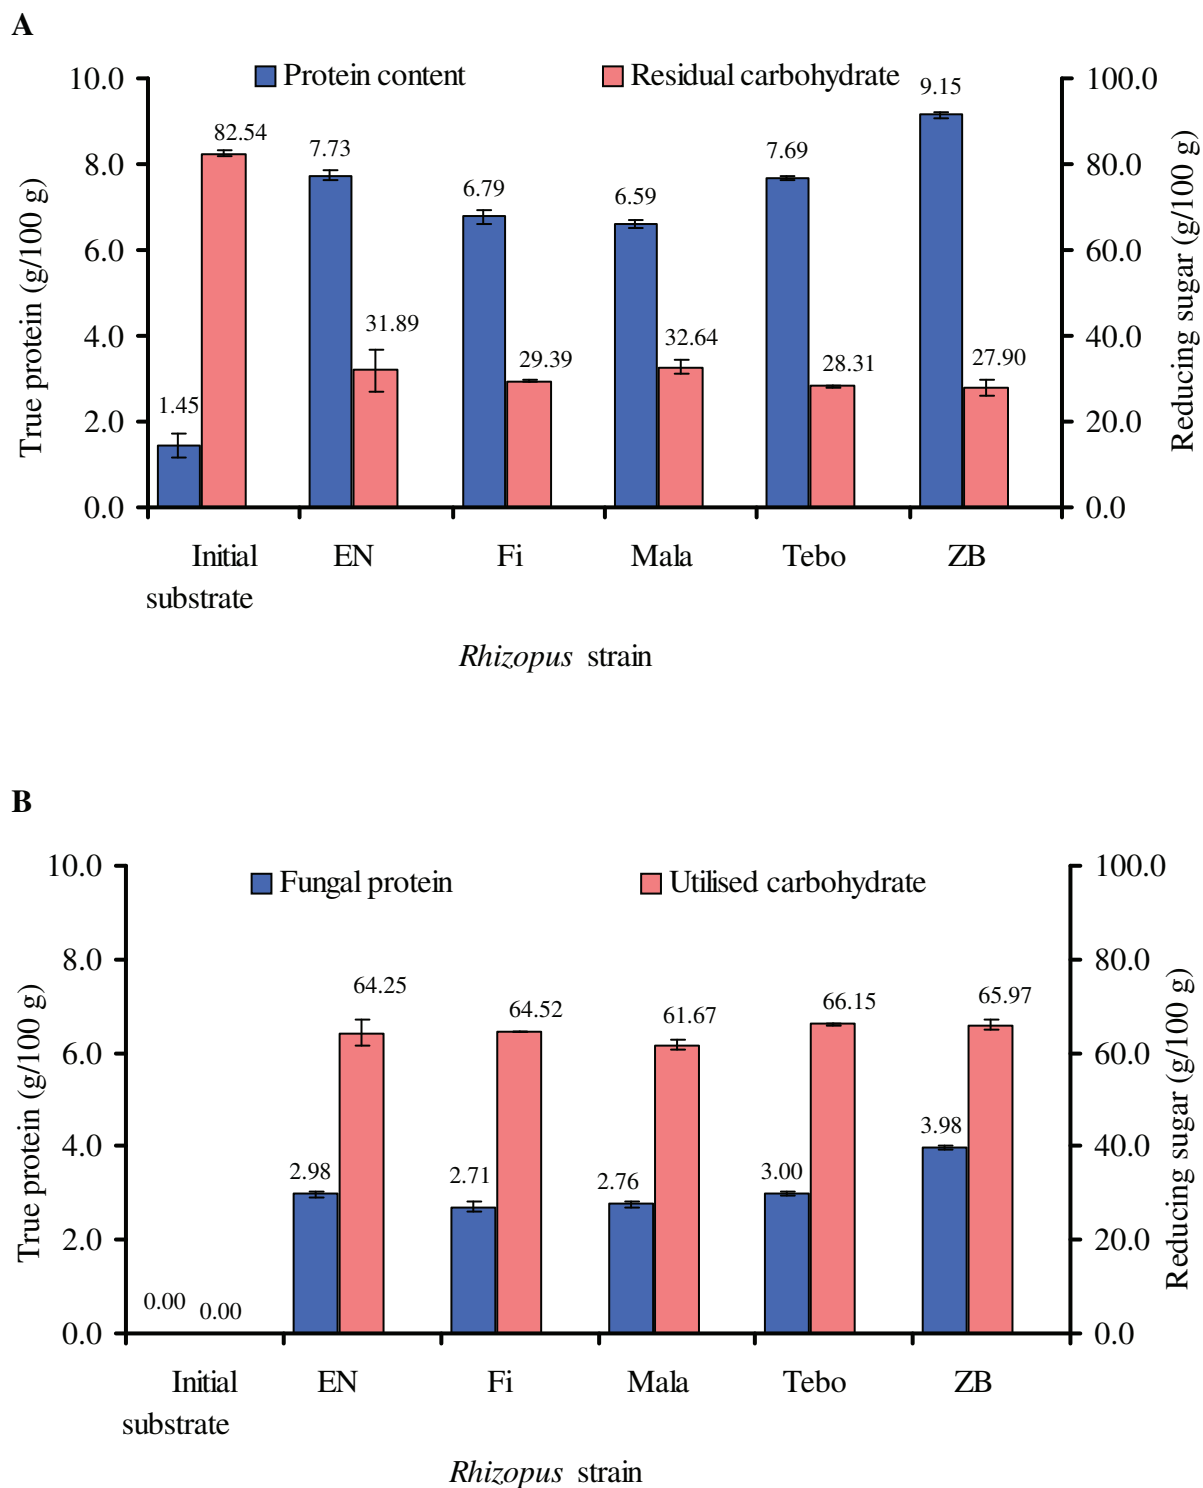 A
Protein content
Residual carbohydrate
True protein (g/100 g)
10.0
8.0
6.0
4.0
2.0
0.0
1.45
82.54
7.73
31.89
6.79
29.39
6.59
32.64
7.69
28.31
9.15
27.90
100.0
80.0
60.0
40.0
20.0
0.0
Reducing sugar (g/100 g)
Initial
substrate
EN
Fi
Mala
Tebo
ZB
Rhizopus strain
B
Fungal protein
Utilised carbohydrate
True protein (g/100 g)
10.0
8.0
6.0
4.0
2.0
0.0
0.00
0.00
2.98
64.25
2.71
64.52
2.76
61.67
3.00
66.15
3.98
65.97
100.0
80.0
60.0
40.0
20.0
0.0
Reducing sugar (g/100 g)
Initial
substrate
EN
Fi
Mala
Tebo
ZB
Rhizopus strain